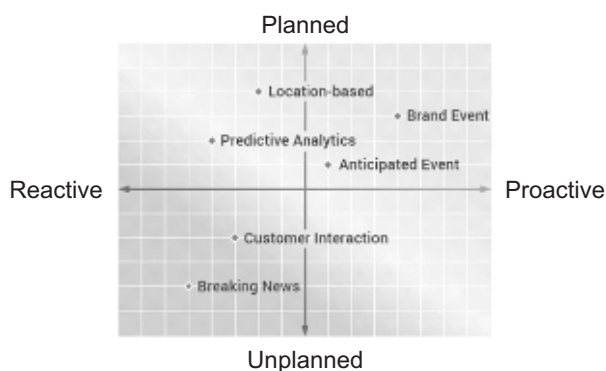 Planned
Location-based
Brand Event
Predictive Analytics
Anticipated Event
Reactive
Proactive
Customer Interaction
Breaking News
Unplanned